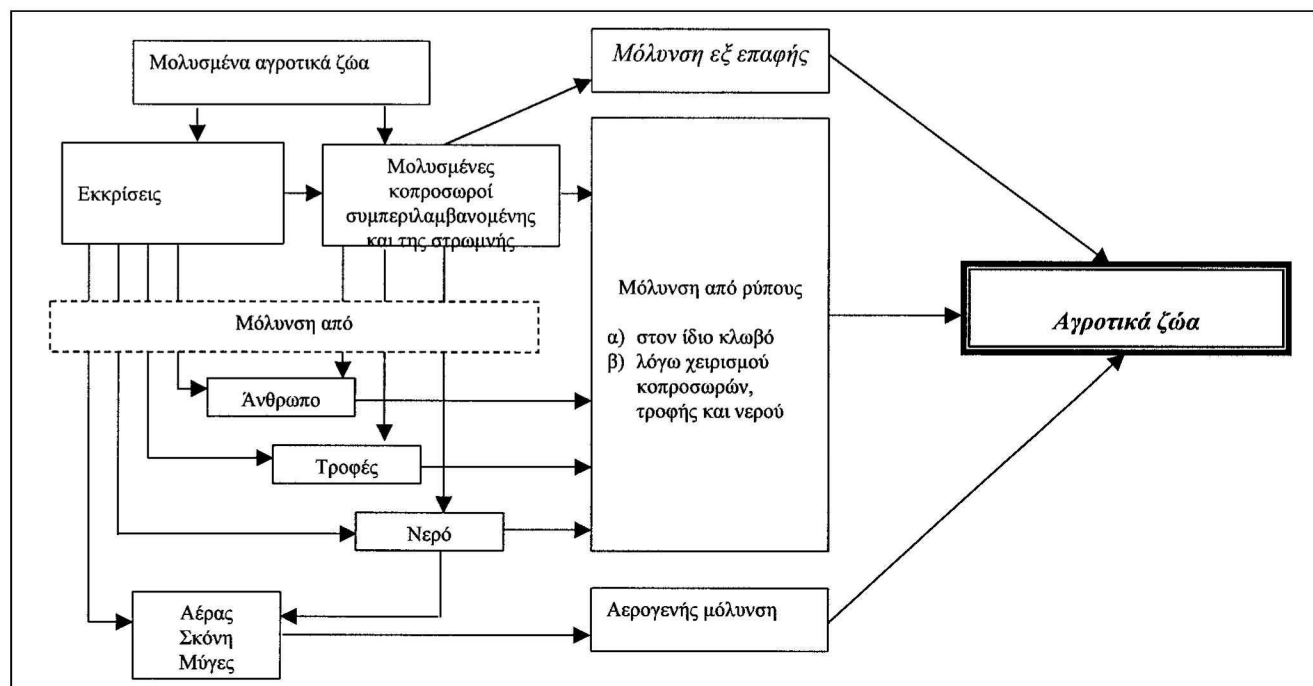 Μολυσμένα αγροτικά ζώα
Μόλυνση εξ επαφής
Εκκρίσεις
Μολυσμένες
κοπροσωροί
συμπεριλαμβανομένης
και της στρωμνής
Μόλυνση από ρύπους
α) στον ίδιο κλωβό
β) λόγω χειρισμού
κοπροσωρών,
τροφής και νερού
Αγροτικά ζώα
Μόλυνση από
Άνθρωπο
Τροφές
Νερό
Αέρας
Σκόνη
Μύγες
Αερογενής μόλυνση